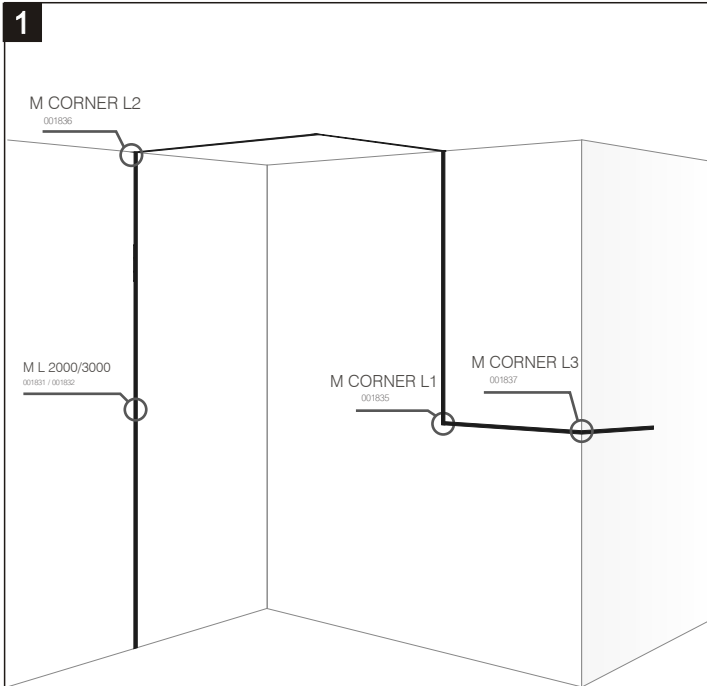 1
M CORNER L2
001836
M L 2000/3000
001831 / 001832
M CORNER L1
001835
M CORNER L3
001837